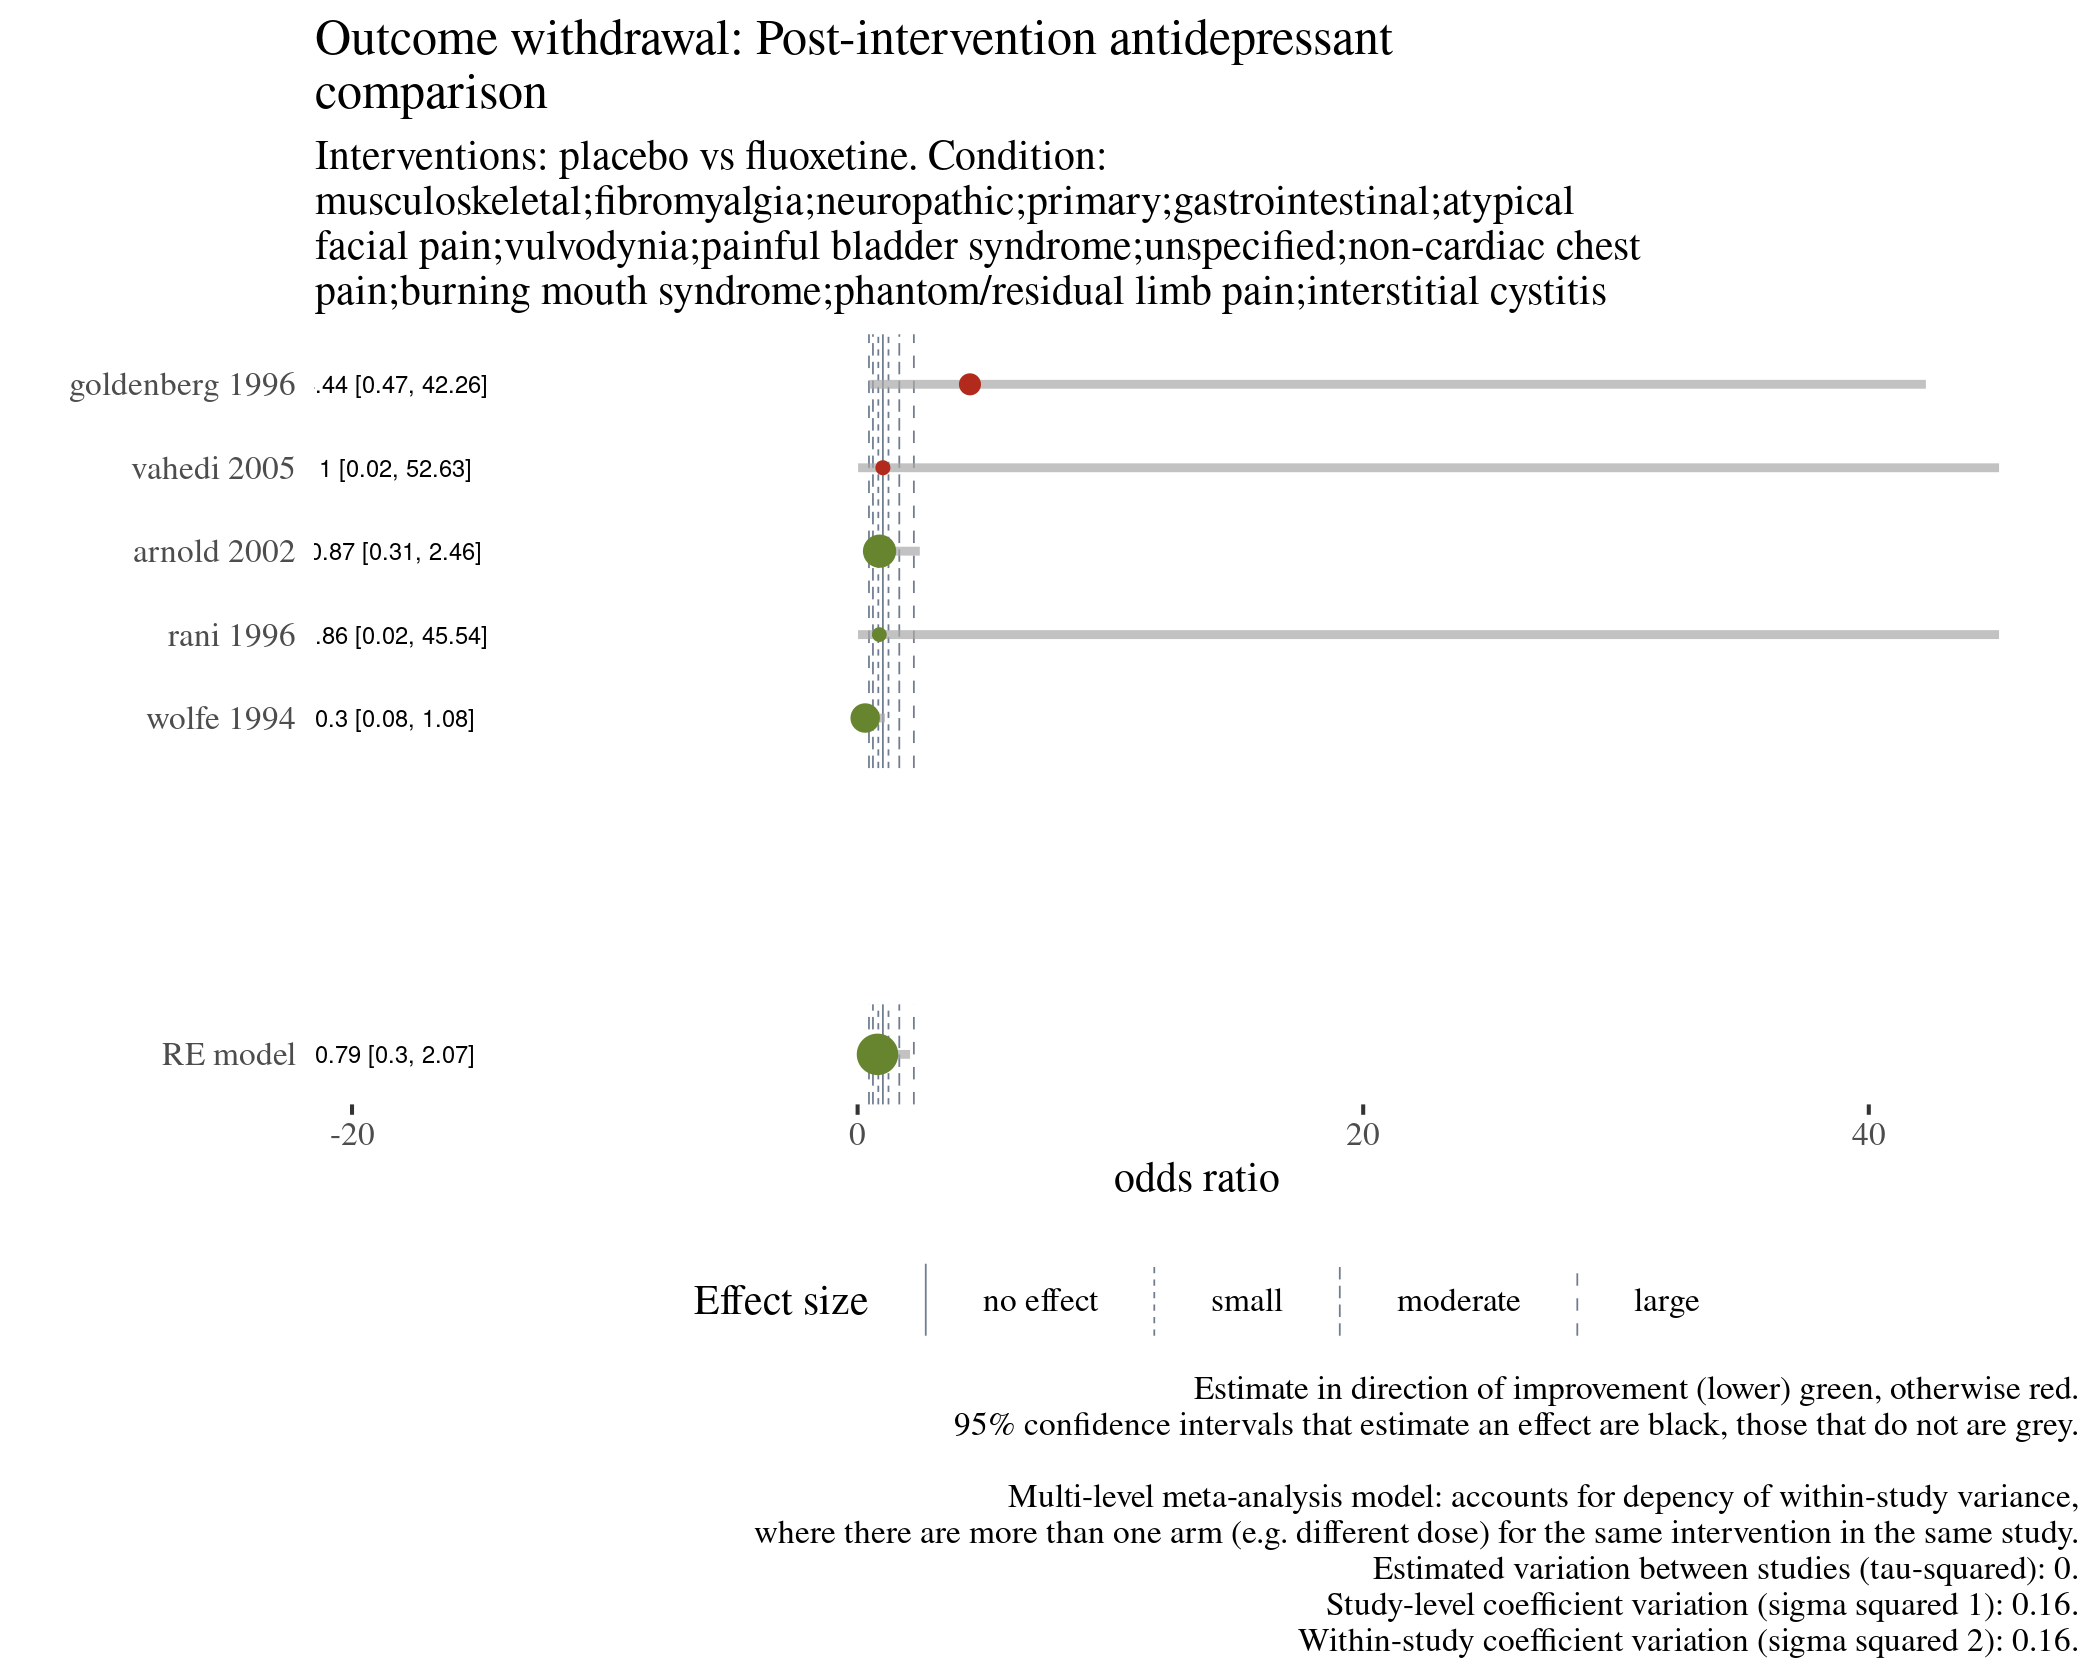 Outcome withdrawal: Post-intervention antidepressant
comparison
Interventions: placebo vs fluoxetine. Condition:
musculoskeletal;fibromyalgia;neuropathic;primary;gastrointestinal;atypical
facial pain;vulvodynia;painful bladder syndrome;unspecified;non-cardiac chest
pain;burning mouth syndrome;phantom/residual limb pain;interstitial cystitis
goldenberg 1996 .44 [0.47, 42.26]
vahedi 2005 1 [0.02, 52.63]
arnold 2002 0.87 [0.31, 2.46]
rani 1996 .86 [0.02, 45.54]
wolfe 1994 0.3 [0.08, 1.08]
RE model 0.79 [0.3, 2.07]
-20 0 20 40
odds ratio
Effect size no effect small moderate large
Estimate in direction of improvement (lower) green, otherwise red.
95% confidence intervals that estimate an effect are black, those that do not are grey.
Multi-level meta-analysis model: accounts for depency of within-study variance,
where there are more than one arm (e.g. different dose) for the same intervention in the same study.
Estimated variation between studies (tau-squared): 0.
Study-level coefficient variation (sigma squared 1): 0.16.
Within-study coefficient variation (sigma squared 2): 0.16.